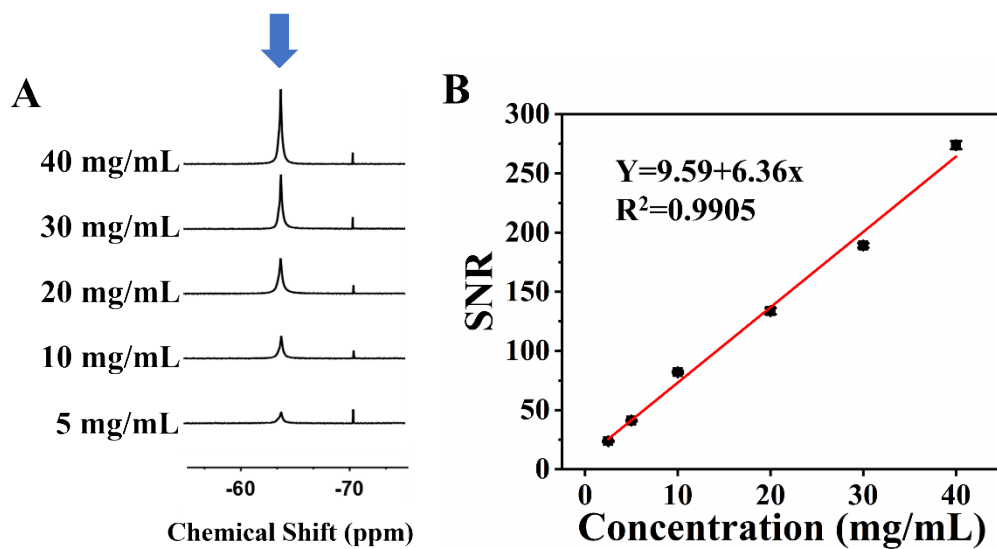 A
40 mg/mL
30 mg/mL
20 mg/mL
10 mg/mL
5 mg/mL
-60 -70
Chemical Shift (ppm)
B
300
250
200
150
100
50
0
SNR
Y=9.59+6.36x
R²=0.9905
0 10 20 30 40
Concentration (mg/mL)